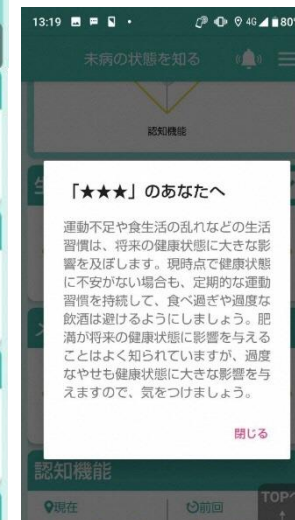 13:19
4G 80%
未病の状態を知る
認知機能
「★★★」のあなたへ
運動不足や食生活の乱れなどの生活
習慣は、将来の健康状態に大きな影
響を及ぼします。現時点で健康状態
に不安がない場合も、定期的な運動
習慣を持続して、食べ過ぎや過度な
飲酒は避けるようにしましょう。肥
満が将来の健康状態に影響を与える
ことはよく知られていますが、過度
なやせも健康状態に大きな影響を与
えますので、気をつけましょう。
閉じる
認知機能
現在
前回
TOPへ